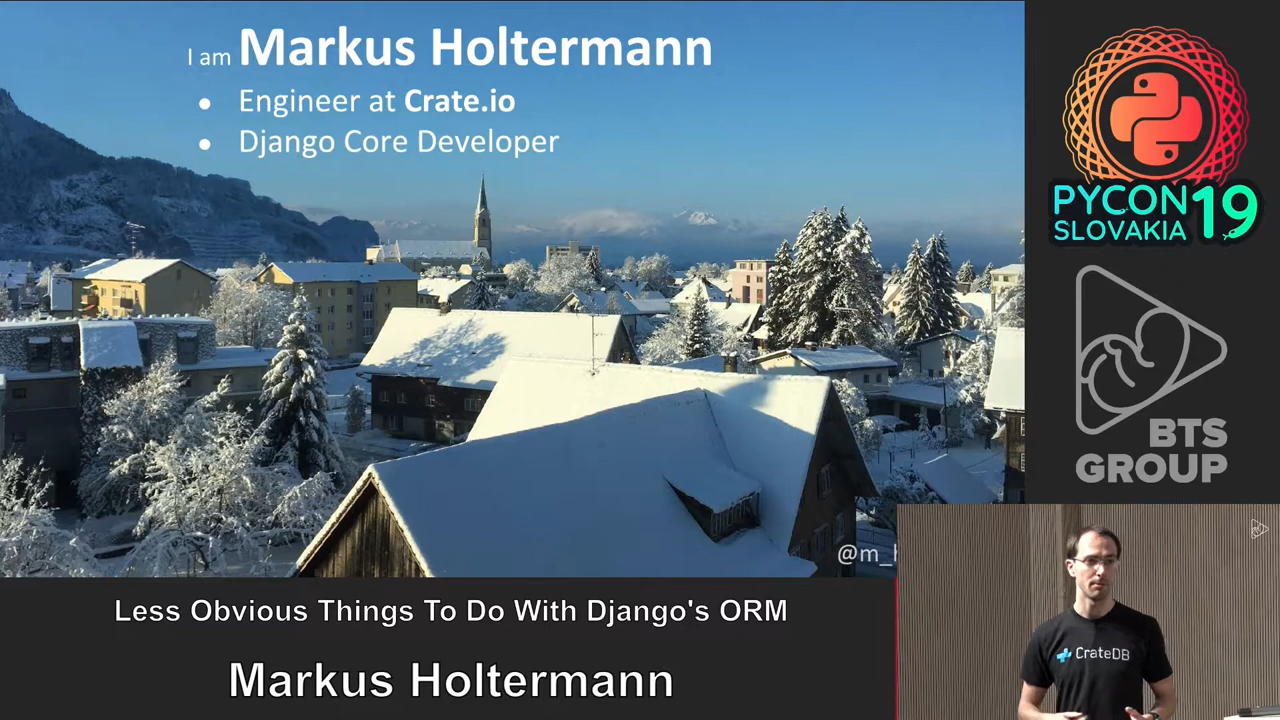 I am Markus Holtermann
● Engineer at Crate.io
● Django Core Developer
@m_
PYCON 19
SLOVAKIA
BTS
GROUP
CrateDB
Less Obvious Things To Do With Django's ORM
Markus Holtermann